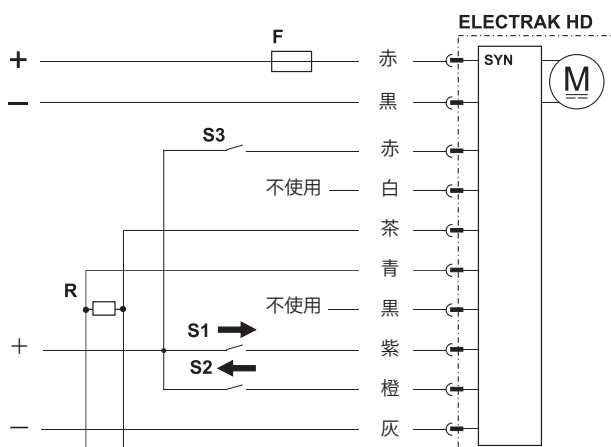 ELECTRAK HD
+ F 赤 SYN M
− 黒
S3 赤
不使用 白
茶
青
R 不使用 黒
S1
+ 紫
S2 橙
− 灰